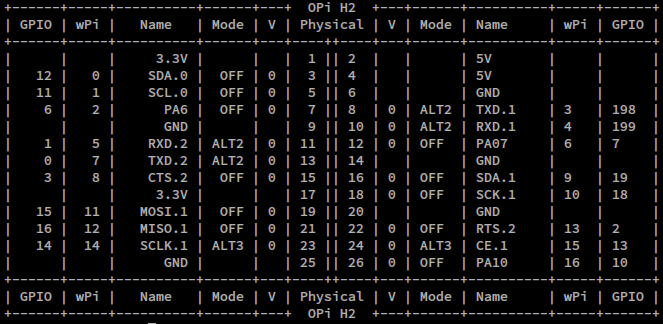 +------+-----+----------+------+---+  OPi H2  +---+------+---------+-----+------+
| GPIO | wPi |   Name   | Mode | V | Physical | V | Mode | Name    | wPi | GPIO |
+------+-----+----------+------+---+----++----+---+------+---------+-----+------+
|      |     |     3.3V |      |   |  1 || 2  |   |      | 5V      |     |      |
|   12 |   0 |    SDA.0 |  OFF | 0 |  3 || 4  |   |      | 5V      |     |      |
|   11 |   1 |    SCL.0 |  OFF | 0 |  5 || 6  |   |      | GND     |     |      |
|    6 |   2 |      PA6 |  OFF | 0 |  7 || 8  | 0 | ALT2 | TXD.1   | 3   | 198  |
|      |     |      GND |      |   |  9 || 10 | 0 | ALT2 | RXD.1   | 4   | 199  |
|    1 |   5 |    RXD.2 | ALT2 | 0 | 11 || 12 | 0 | OFF  | PA07    | 6   | 7    |
|    0 |   7 |    TXD.2 | ALT2 | 0 | 13 || 14 |   |      | GND     |     |      |
|    3 |   8 |    CTS.2 |  OFF | 0 | 15 || 16 | 0 | OFF  | SDA.1   | 9   | 19   |
|      |     |     3.3V |      |   | 17 || 18 | 0 | OFF  | SCK.1   | 10  | 18   |
|   15 |  11 |   MOSI.1 |  OFF | 0 | 19 || 20 |   |      | GND     |     |      |
|   16 |  12 |   MISO.1 |  OFF | 0 | 21 || 22 | 0 | OFF  | RTS.2   | 13  | 2    |
|   14 |  14 |   SCLK.1 | ALT3 | 0 | 23 || 24 | 0 | ALT3 | CE.1    | 15  | 13   |
|      |     |      GND |      |   | 25 || 26 | 0 | OFF  | PA10    | 16  | 10   |
+------+-----+----------+------+---+----++----+---+------+---------+-----+------+
| GPIO | wPi |   Name   | Mode | V | Physical | V | Mode | Name    | wPi | GPIO |
+------+-----+----------+------+---+  OPi H2  +---+------+---------+-----+------+